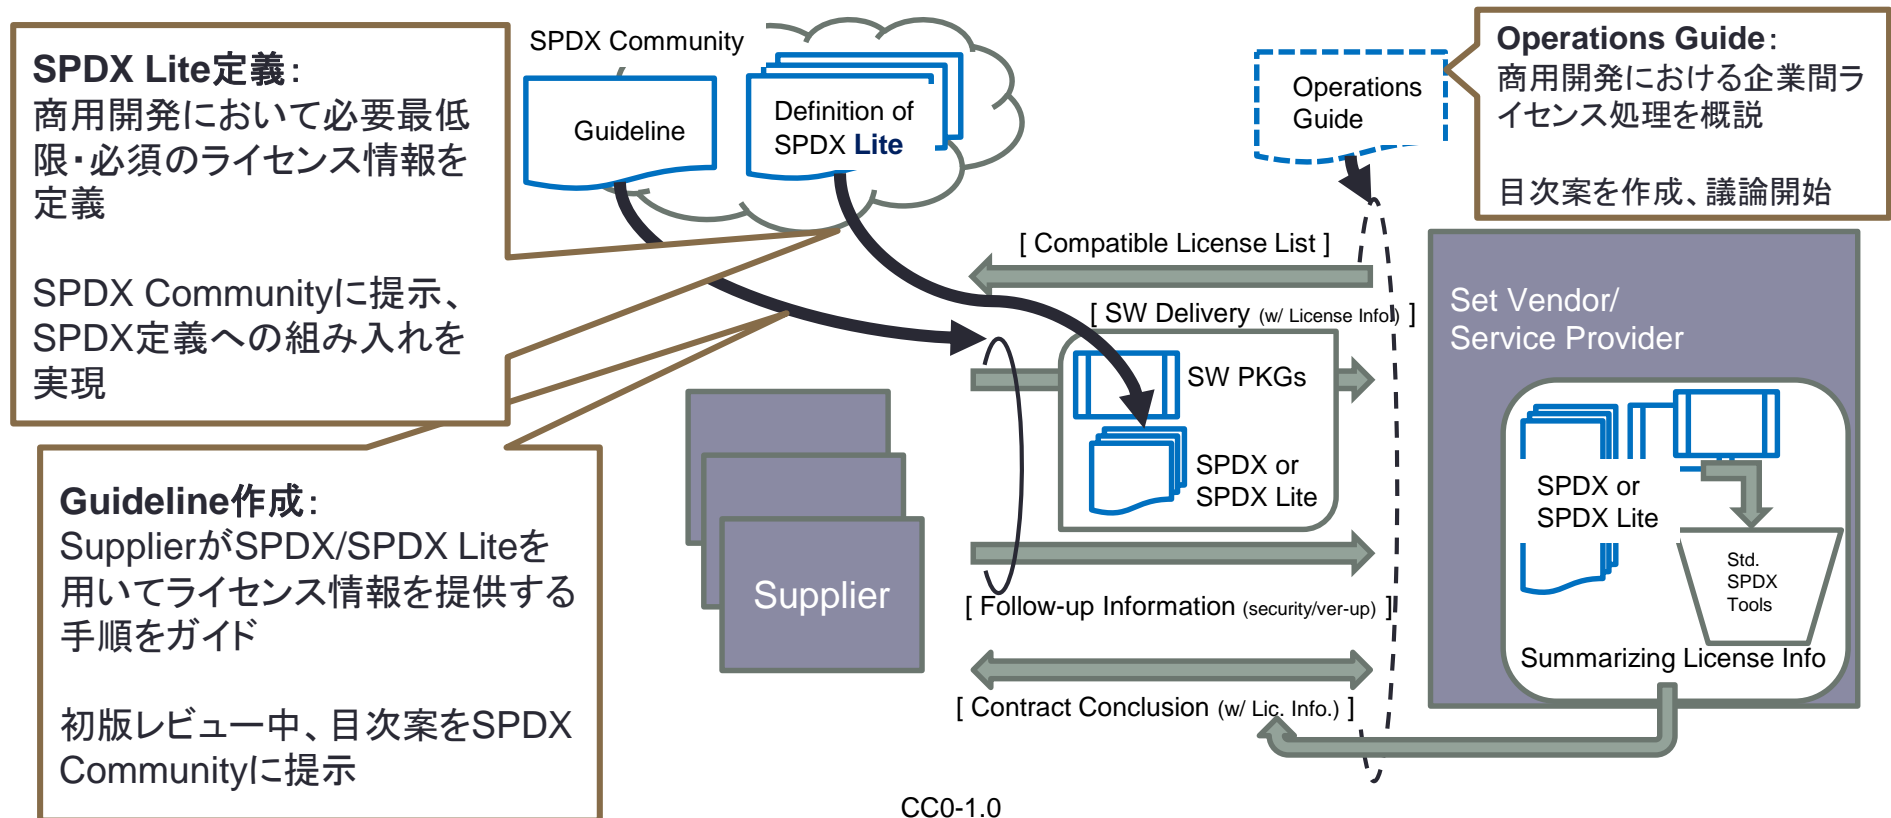 SPDX Lite定義：
商用開発において必要最低
限・必須のライセンス情報を
定義
SPDX Communityに提示、
SPDX定義への組み入れを
実現
Guideline作成：
SupplierがSPDX/SPDX Liteを
用いてライセンス情報を提供する
手順をガイド
初版レビュー中、目次案をSPDX
Communityに提示
SPDX Community
Guideline
Definition of
SPDX Lite
Operations
Guide
Operations Guide：
商用開発における企業間ラ
イセンス処理を概説
目次案を作成、議論開始
[ Compatible License List ]
[ SW Delivery (w/ License Info.) ]
SW PKGs
SPDX or
SPDX Lite
Supplier
[ Follow-up Information (security/ver-up) ]
[ Contract Conclusion (w/ Lic. Info.) ]
Set Vendor/
Service Provider
SPDX or
SPDX Lite
Std.
SPDX
Tools
Summarizing License Info
CC0-1.0